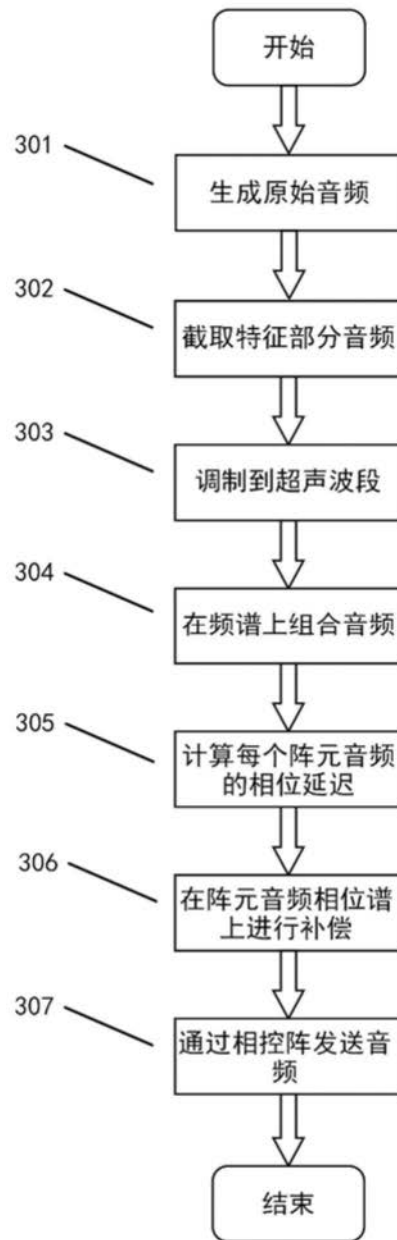 开始
301
生成原始音频
302
截取特征部分音频
303
调制到超声波段
304
在频谱上组合音频
305
计算每个阵元音频
的相位延迟
306
在阵元音频相位谱
上进行补偿
307
通过相控阵发送音
频
结束